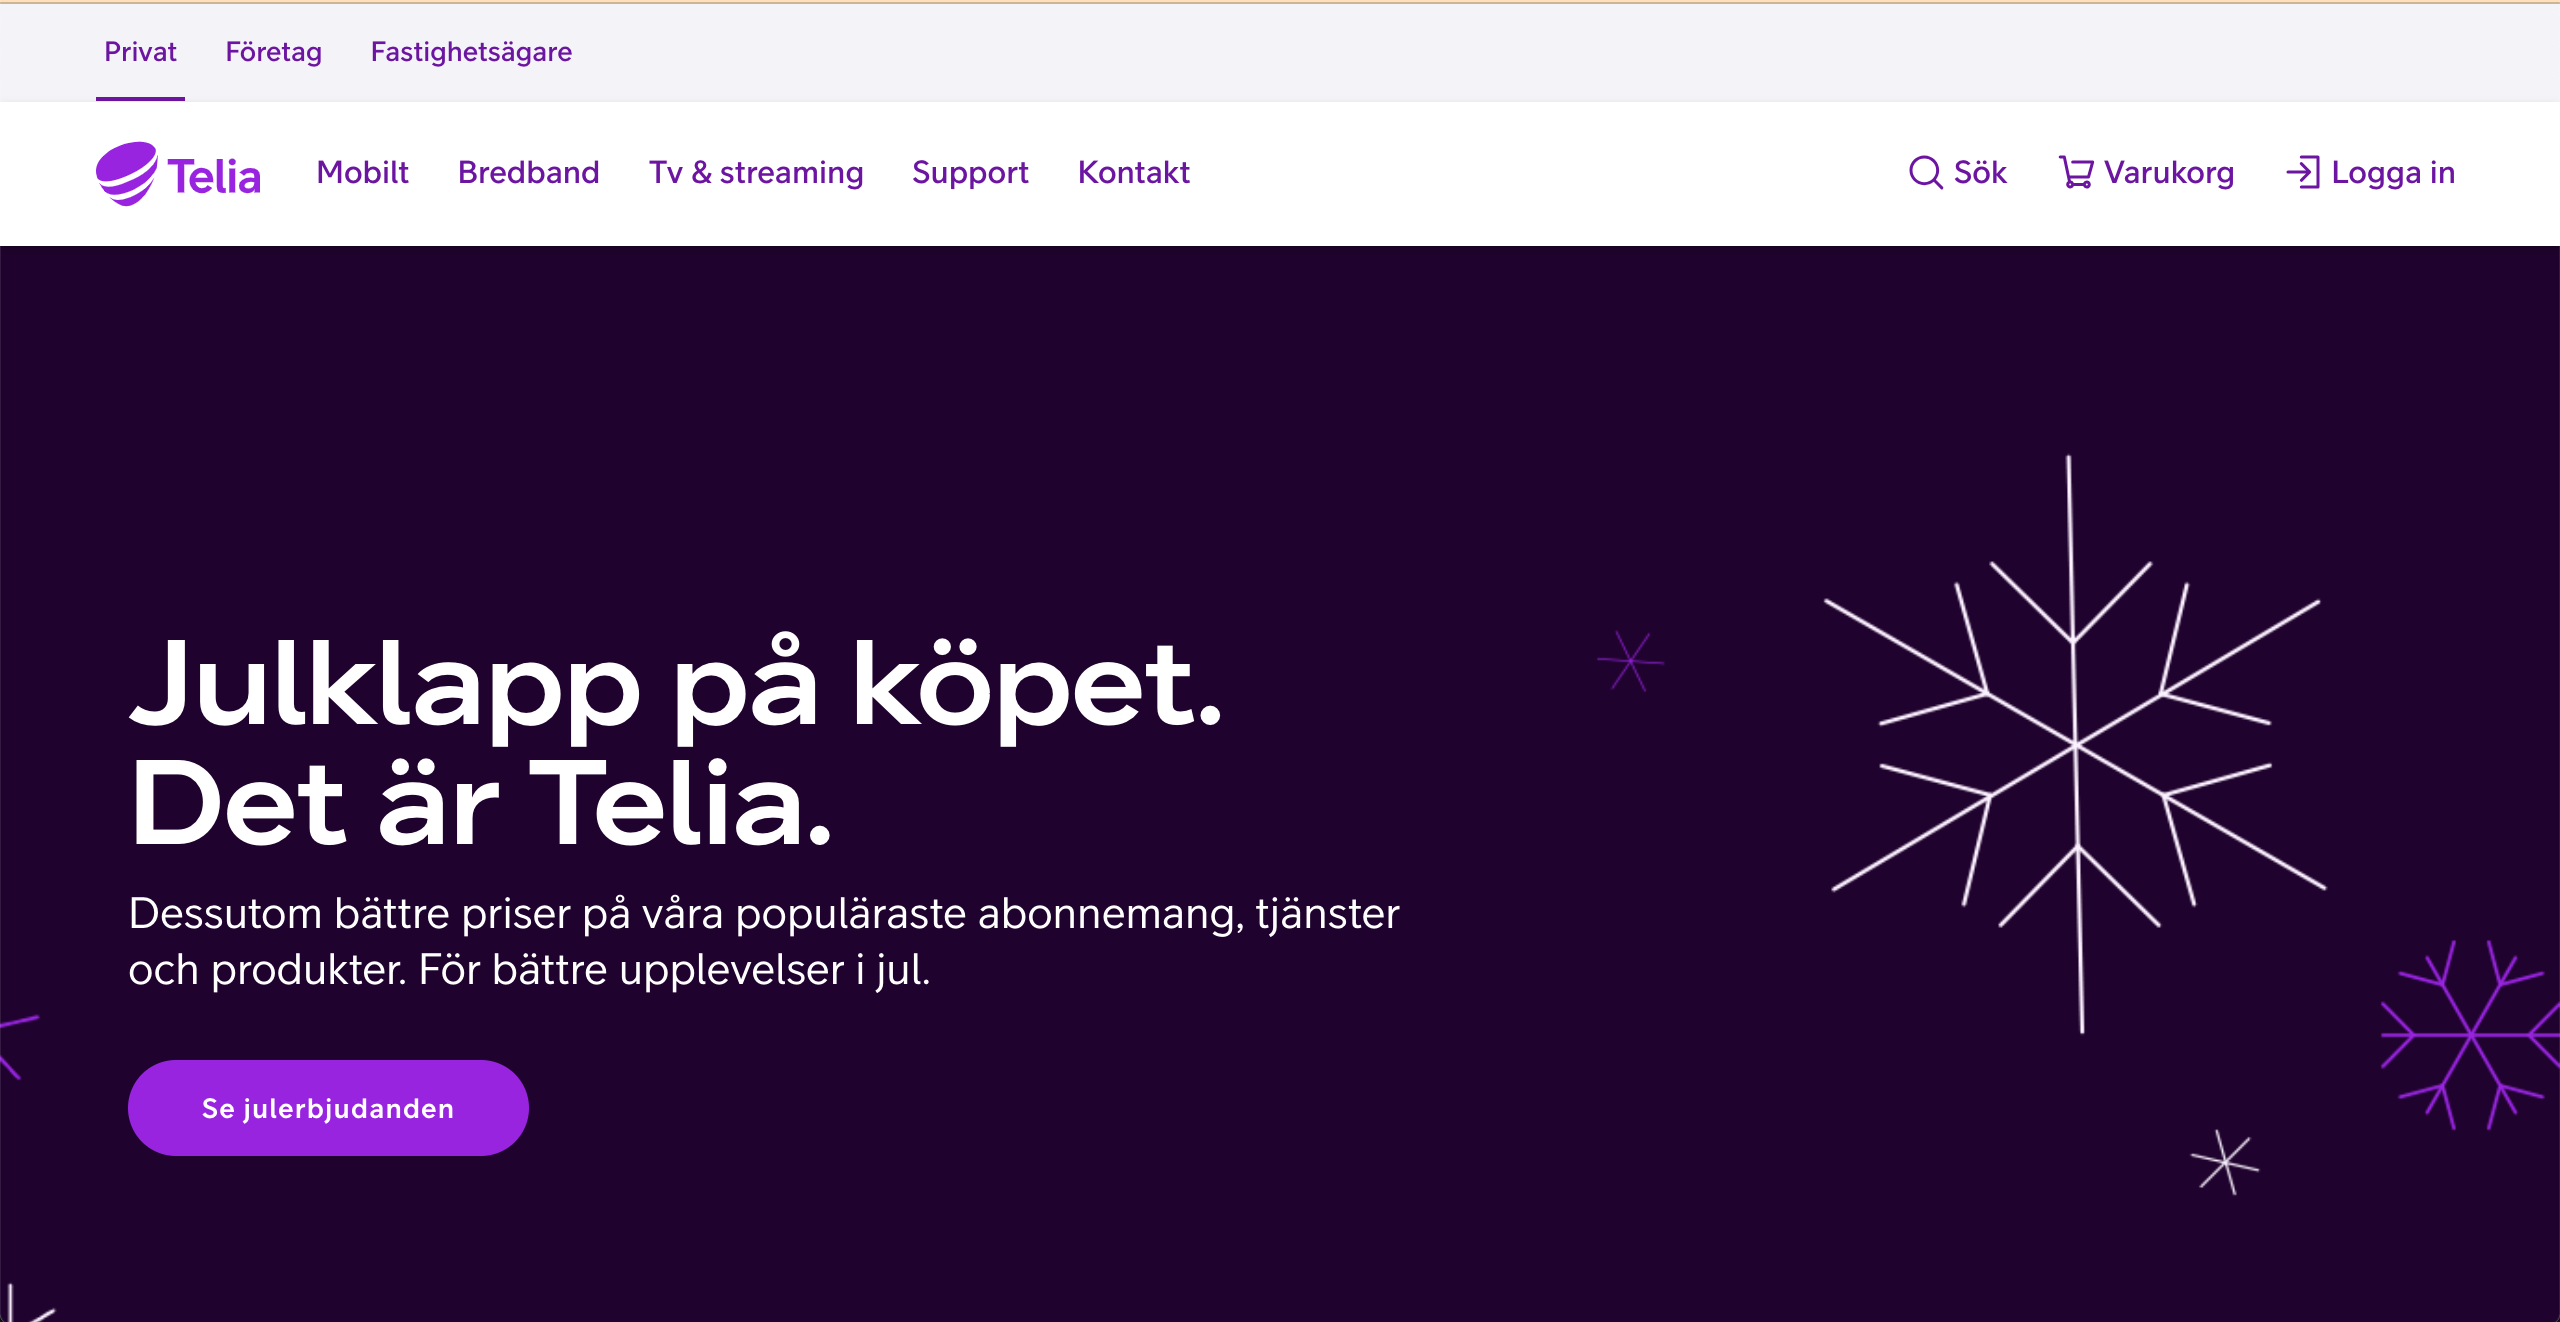 Privat Företag Fastighetsägare
Telia Mobilt Bredband Tv & streaming Support Kontakt Sök Varukorg Logga in
Julklapp på köpet.
Det är Telia.
Dessutom bättre priser på våra populäraste abonnemang, tjänster
och produkter. För bättre upplevelser i jul.
Se julerbjudanden